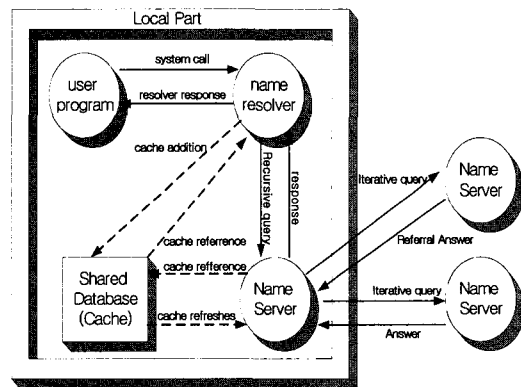 Local Part
system call
user
program
name
resolver
resolver response
cache addition
Recursive query
response
Iterative query
Name
Server
Referral Answer
cache referrence
cache refference
Shared
Database
(Cache)
Name
Server
Iterative query
Name
Server
cache refreshes
Answer